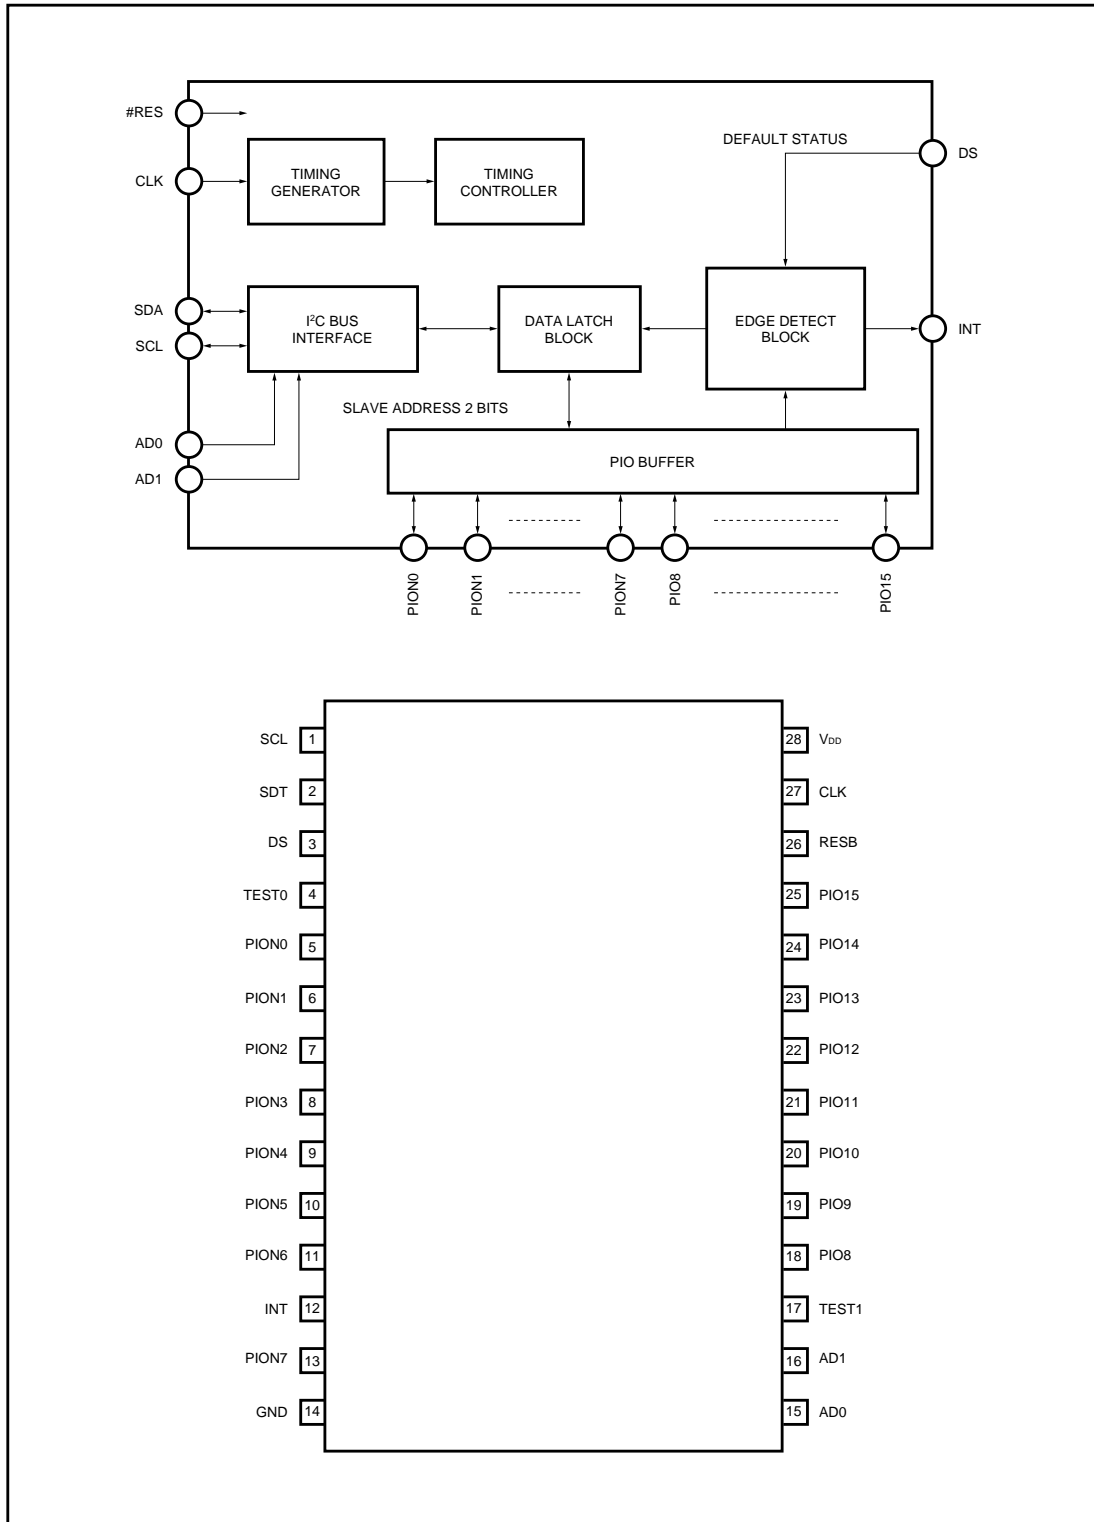 #RES
DEFAULT STATUS
DS
CLK
TIMING
GENERATOR
TIMING
CONTROLLER
SDA
SCL
I²C BUS
INTERFACE
DATA LATCH
BLOCK
EDGE DETECT
BLOCK
INT
SLAVE ADDRESS 2 BITS
AD0
AD1
PIO BUFFER
PION0
PION1
PION7
PIO8
PIO15
SCL 1
28 VDD
SDT 2
27 CLK
DS 3
26 RESB
TEST0 4
25 PIO15
PION0 5
24 PIO14
PION1 6
23 PIO13
PION2 7
22 PIO12
PION3 8
21 PIO11
PION4 9
20 PIO10
PION5 10
19 PIO9
PION6 11
18 PIO8
INT 12
17 TEST1
PION7 13
16 AD1
GND 14
15 AD0